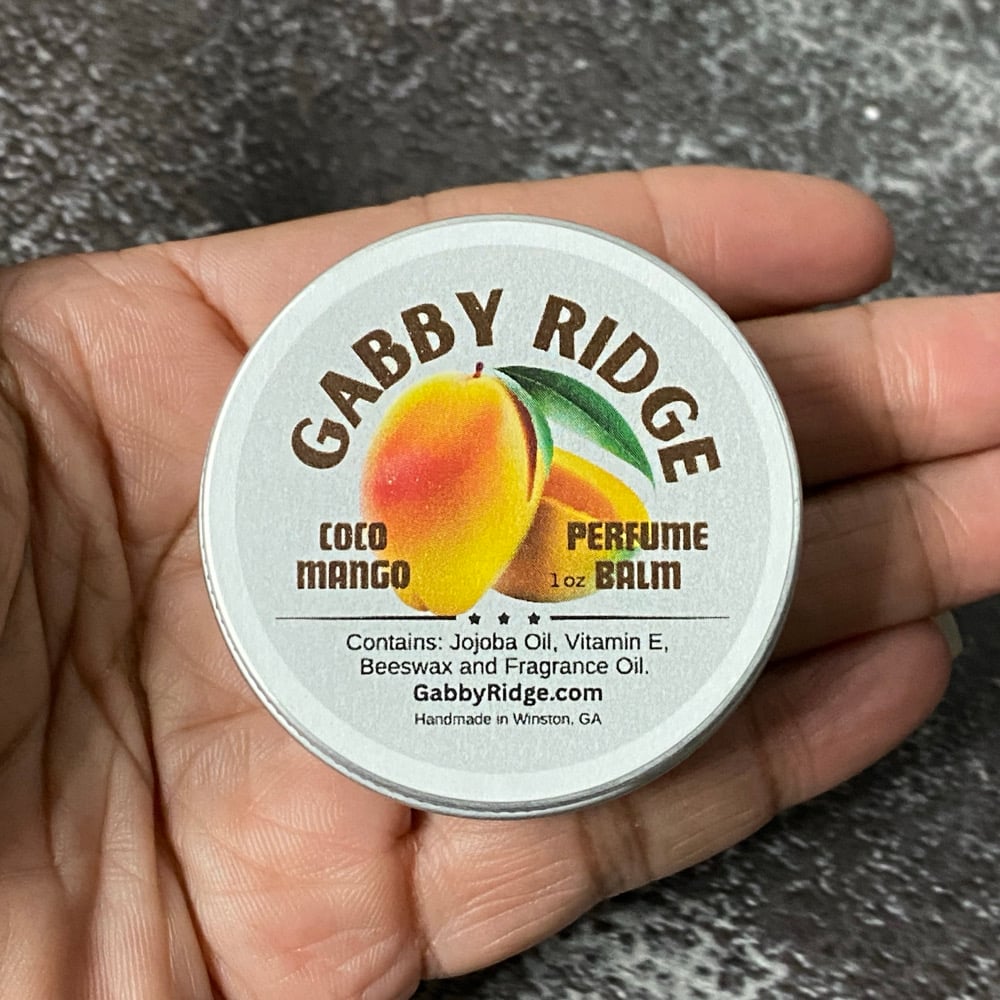 GABBY RIDGE
COCO
MANGO
PERFUME
1 oz BALM
Contains: Jojoba Oil, Vitamin E,
Beeswax and Fragrance Oil.
GabbyRidge.com
Handmade in Winston, GA